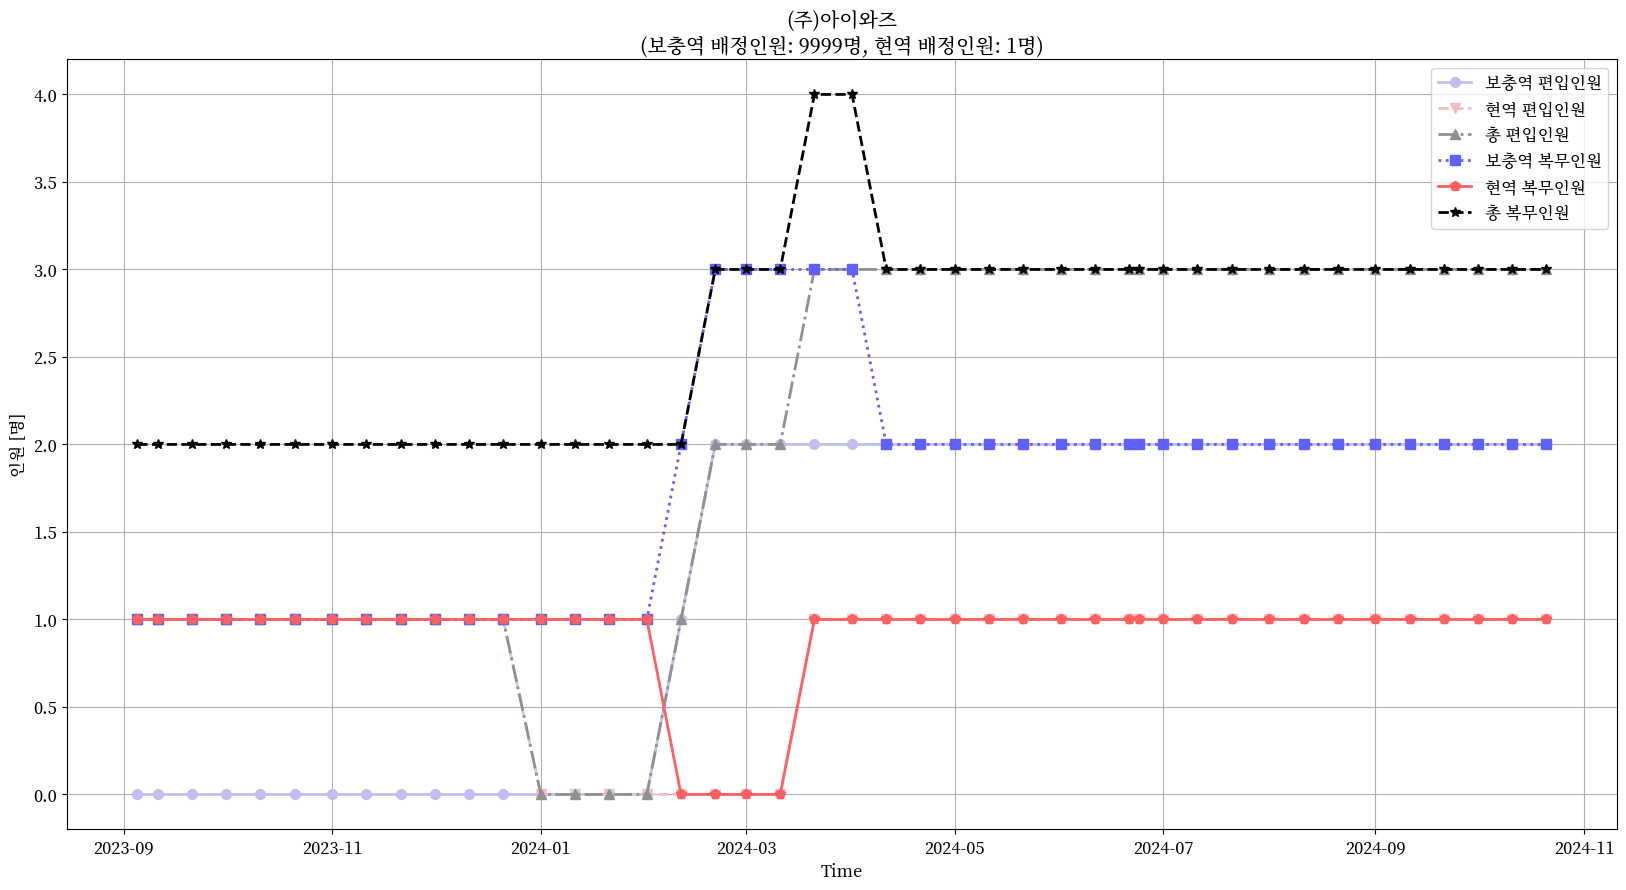 (주)아이와즈
(보충역 배정인원: 9999명, 현역 배정인원: 1명)
보충역 편입인원
현역 편입인원
총 편입인원
보충역 복무인원
현역 복무인원
총 복무인원
인원 [명]
4.0
3.5
3.0
2.5
2.0
1.5
1.0
0.5
0.0
2023-09
2023-11
2024-01
2024-03
2024-05
2024-07
2024-09
2024-11
Time